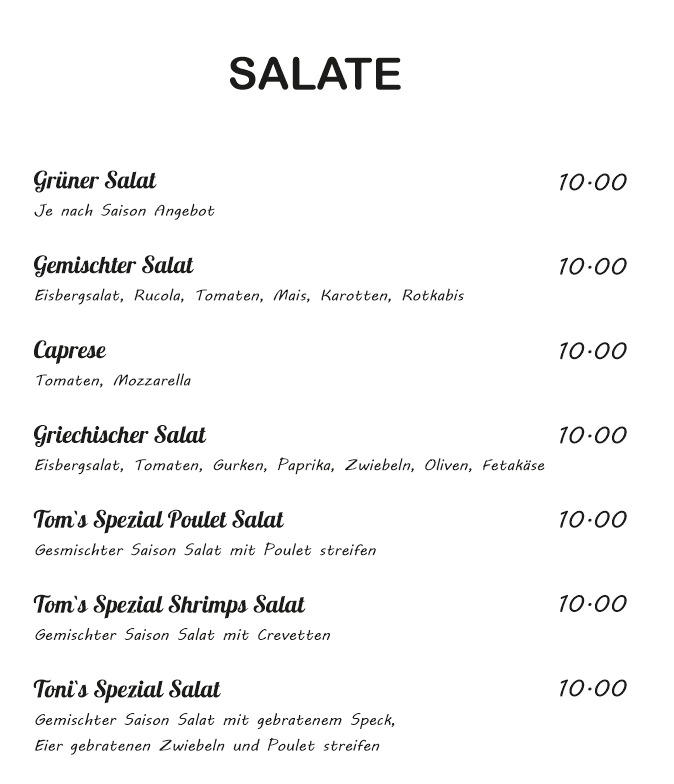 SALATE
Grüner Salat 10.00
Je nach Saison Angebot
Gemischter Salat 10.00
Eisbergsalat, Rucola, Tomaten, Mais, Karotten, Rotkabis
Caprese 10.00
Tomaten, Mozzarella
Griechischer Salat 10.00
Eisbergsalat, Tomaten, Gurken, Paprika, Zwiebeln, Oliven, Fetakäse
Tom`s Spezial Poulet Salat 10.00
Gesmischter Saison Salat mit Poulet streifen
Tom`s Spezial Shrimps Salat 10.00
Gemischter Saison Salat mit Crevetten
Toni`s Spezial Salat 10.00
Gemischter Saison Salat mit gebratenem Speck,
Eier gebratenen Zwiebeln und Poulet streifen